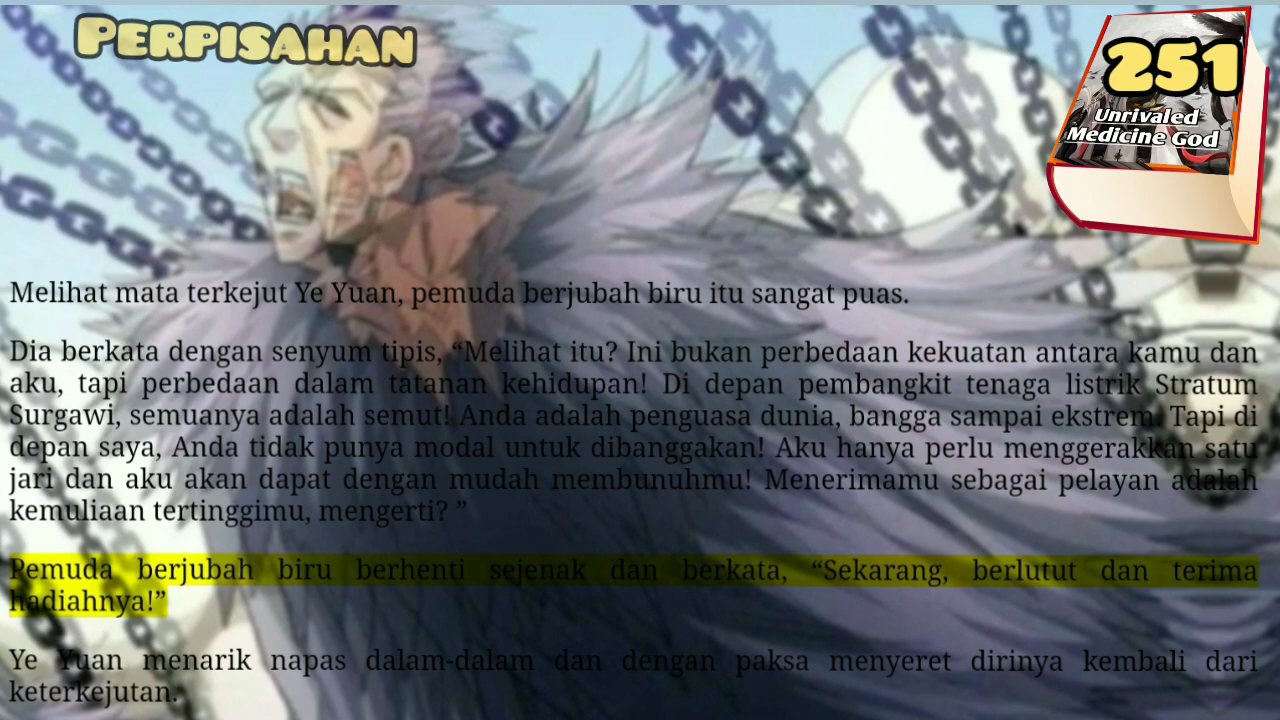 PERPISAHAN
251
Unrivaled
Medicine God
Melihat mata terkejut Ye Yuan, pemuda berjubah biru itu sangat puas.
Dia berkata dengan senyum tipis, “Melihat itu? Ini bukan perbedaan kekuatan antara kamu dan
aku, tapi perbedaan dalam tatanan kehidupan! Di depan pembangkit tenaga listrik Stratum
Surgawi, semuanya adalah semut! Anda adalah penguasa dunia, bangga sampai ekstrem. Tapi di
depan saya, Anda tidak punya modal untuk dibanggakan! Aku hanya perlu menggerakkan satu
jari dan aku akan dapat dengan mudah membunuhmu! Menerimamu sebagai pelayan adalah
kemuliaan tertinggimu, mengerti? ”
Pemuda berjubah biru berhenti sejenak dan berkata, “Sekarang, berlutut dan terima
hadiahnya!”
Ye Yuan menarik napas dalam-dalam dan dengan paksa menyeret dirinya kembali dari
keterkejutan.